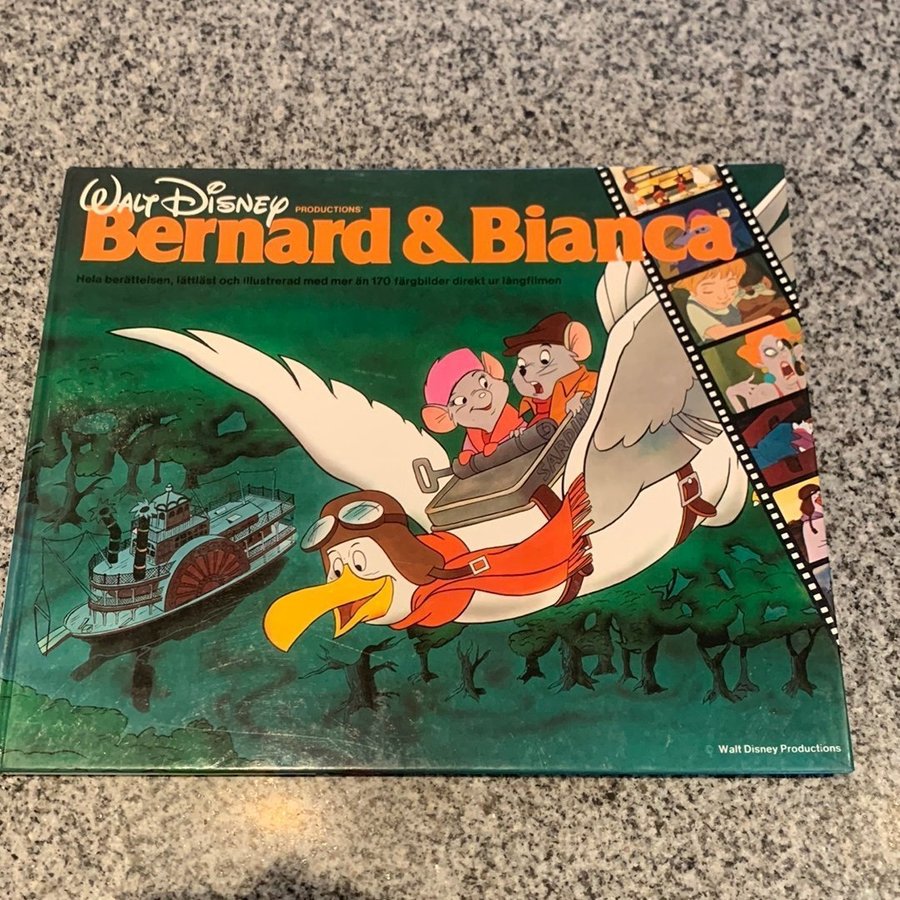 WALT DISNEY PRODUCTIONS'
Bernard & Bianca
Hela berättelsen, lättläst och illustrerad med mer än 170 färgbilder direkt ur långfilmen
SARDIN
© Walt Disney Productions